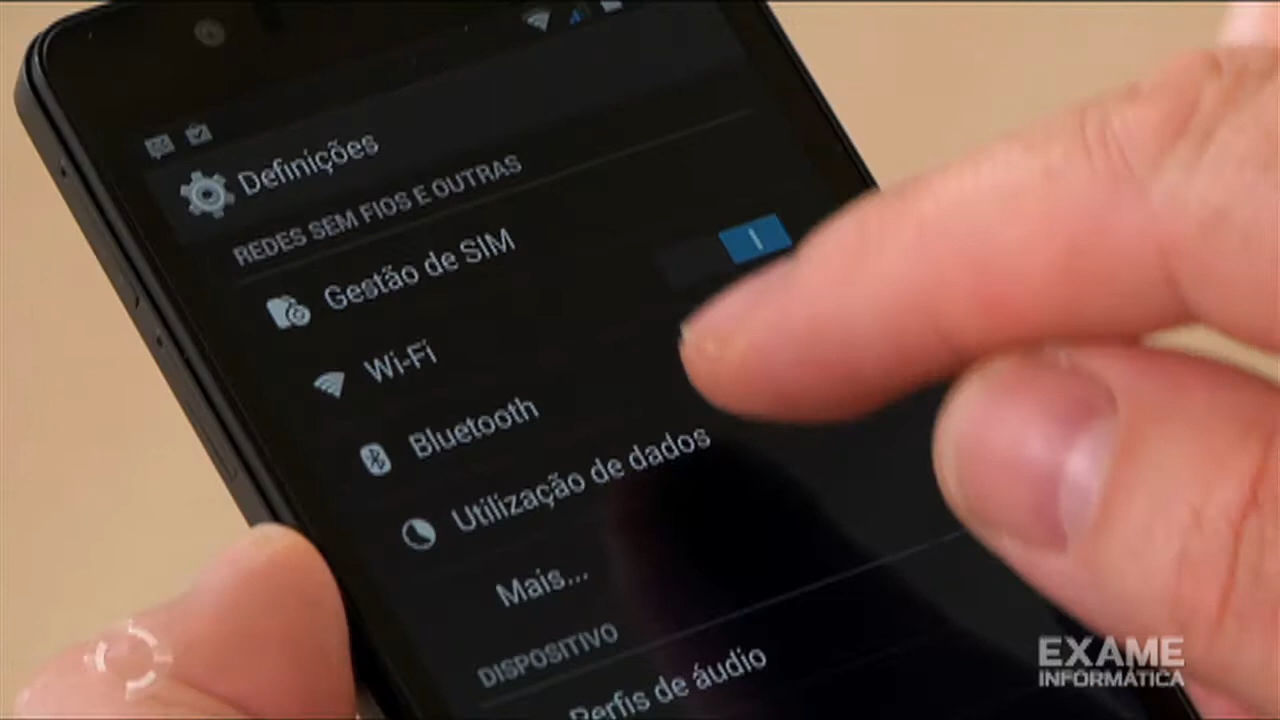 Definições
REDES SEM FIOS E OUTRAS
Gestão de SIM
Wi-Fi
Bluetooth
Utilização de dados
Mais...
DISPOSITIVO
Perfis de áudio
EXAME
INFORMÁTICA